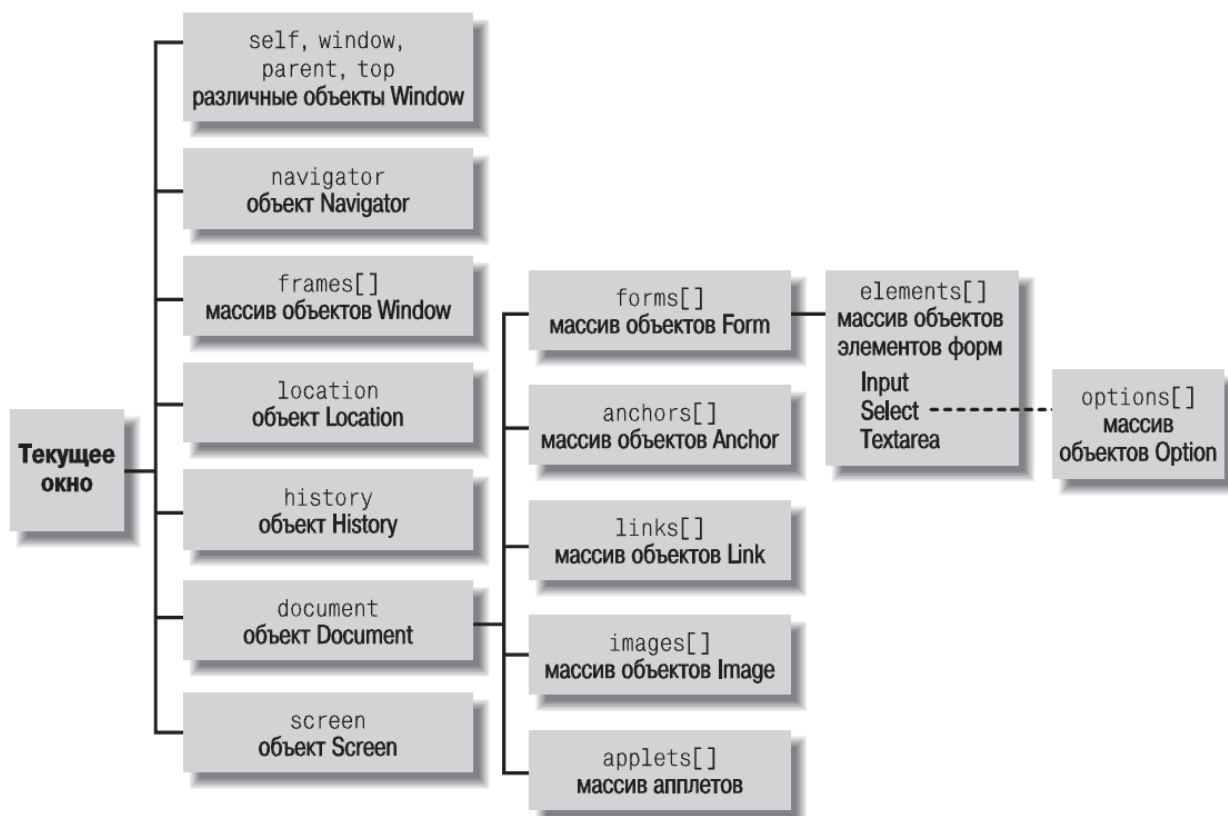 self, window,
parent, top
различные объекты Window
navigator
объект Navigator
frames[]
массив объектов Window
location
объект Location
Текущее
окно
history
объект History
document
объект Document
screen
объект Screen
forms[]
массив объектов Form
anchors[]
массив объектов Anchor
links[]
массив объектов Link
images[]
массив объектов Image
applets[]
массив апплетов
elements[]
массив объектов
элементов форм
Input
Select
Textarea
options[]
массив
объектов Option